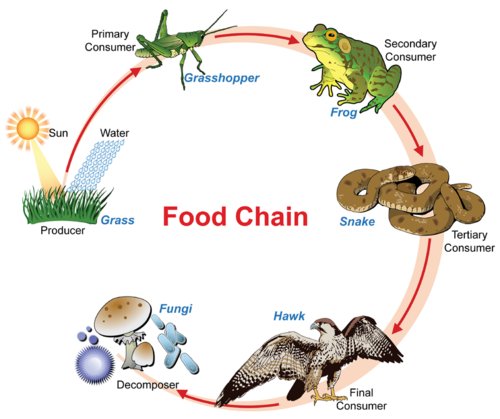 Primary
Consumer
Grasshopper
Secondary
Consumer
Frog
Sun
Water
Producer
Grass
Food Chain
Snake
Tertiary
Consumer
Fungi
Hawk
Decomposer
Final
Consumer